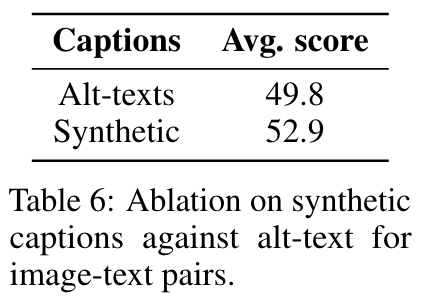 Captions Avg. score
Alt-texts 49.8
Synthetic 52.9
Table 6: Ablation on synthetic
captions against alt-text for
image-text pairs.